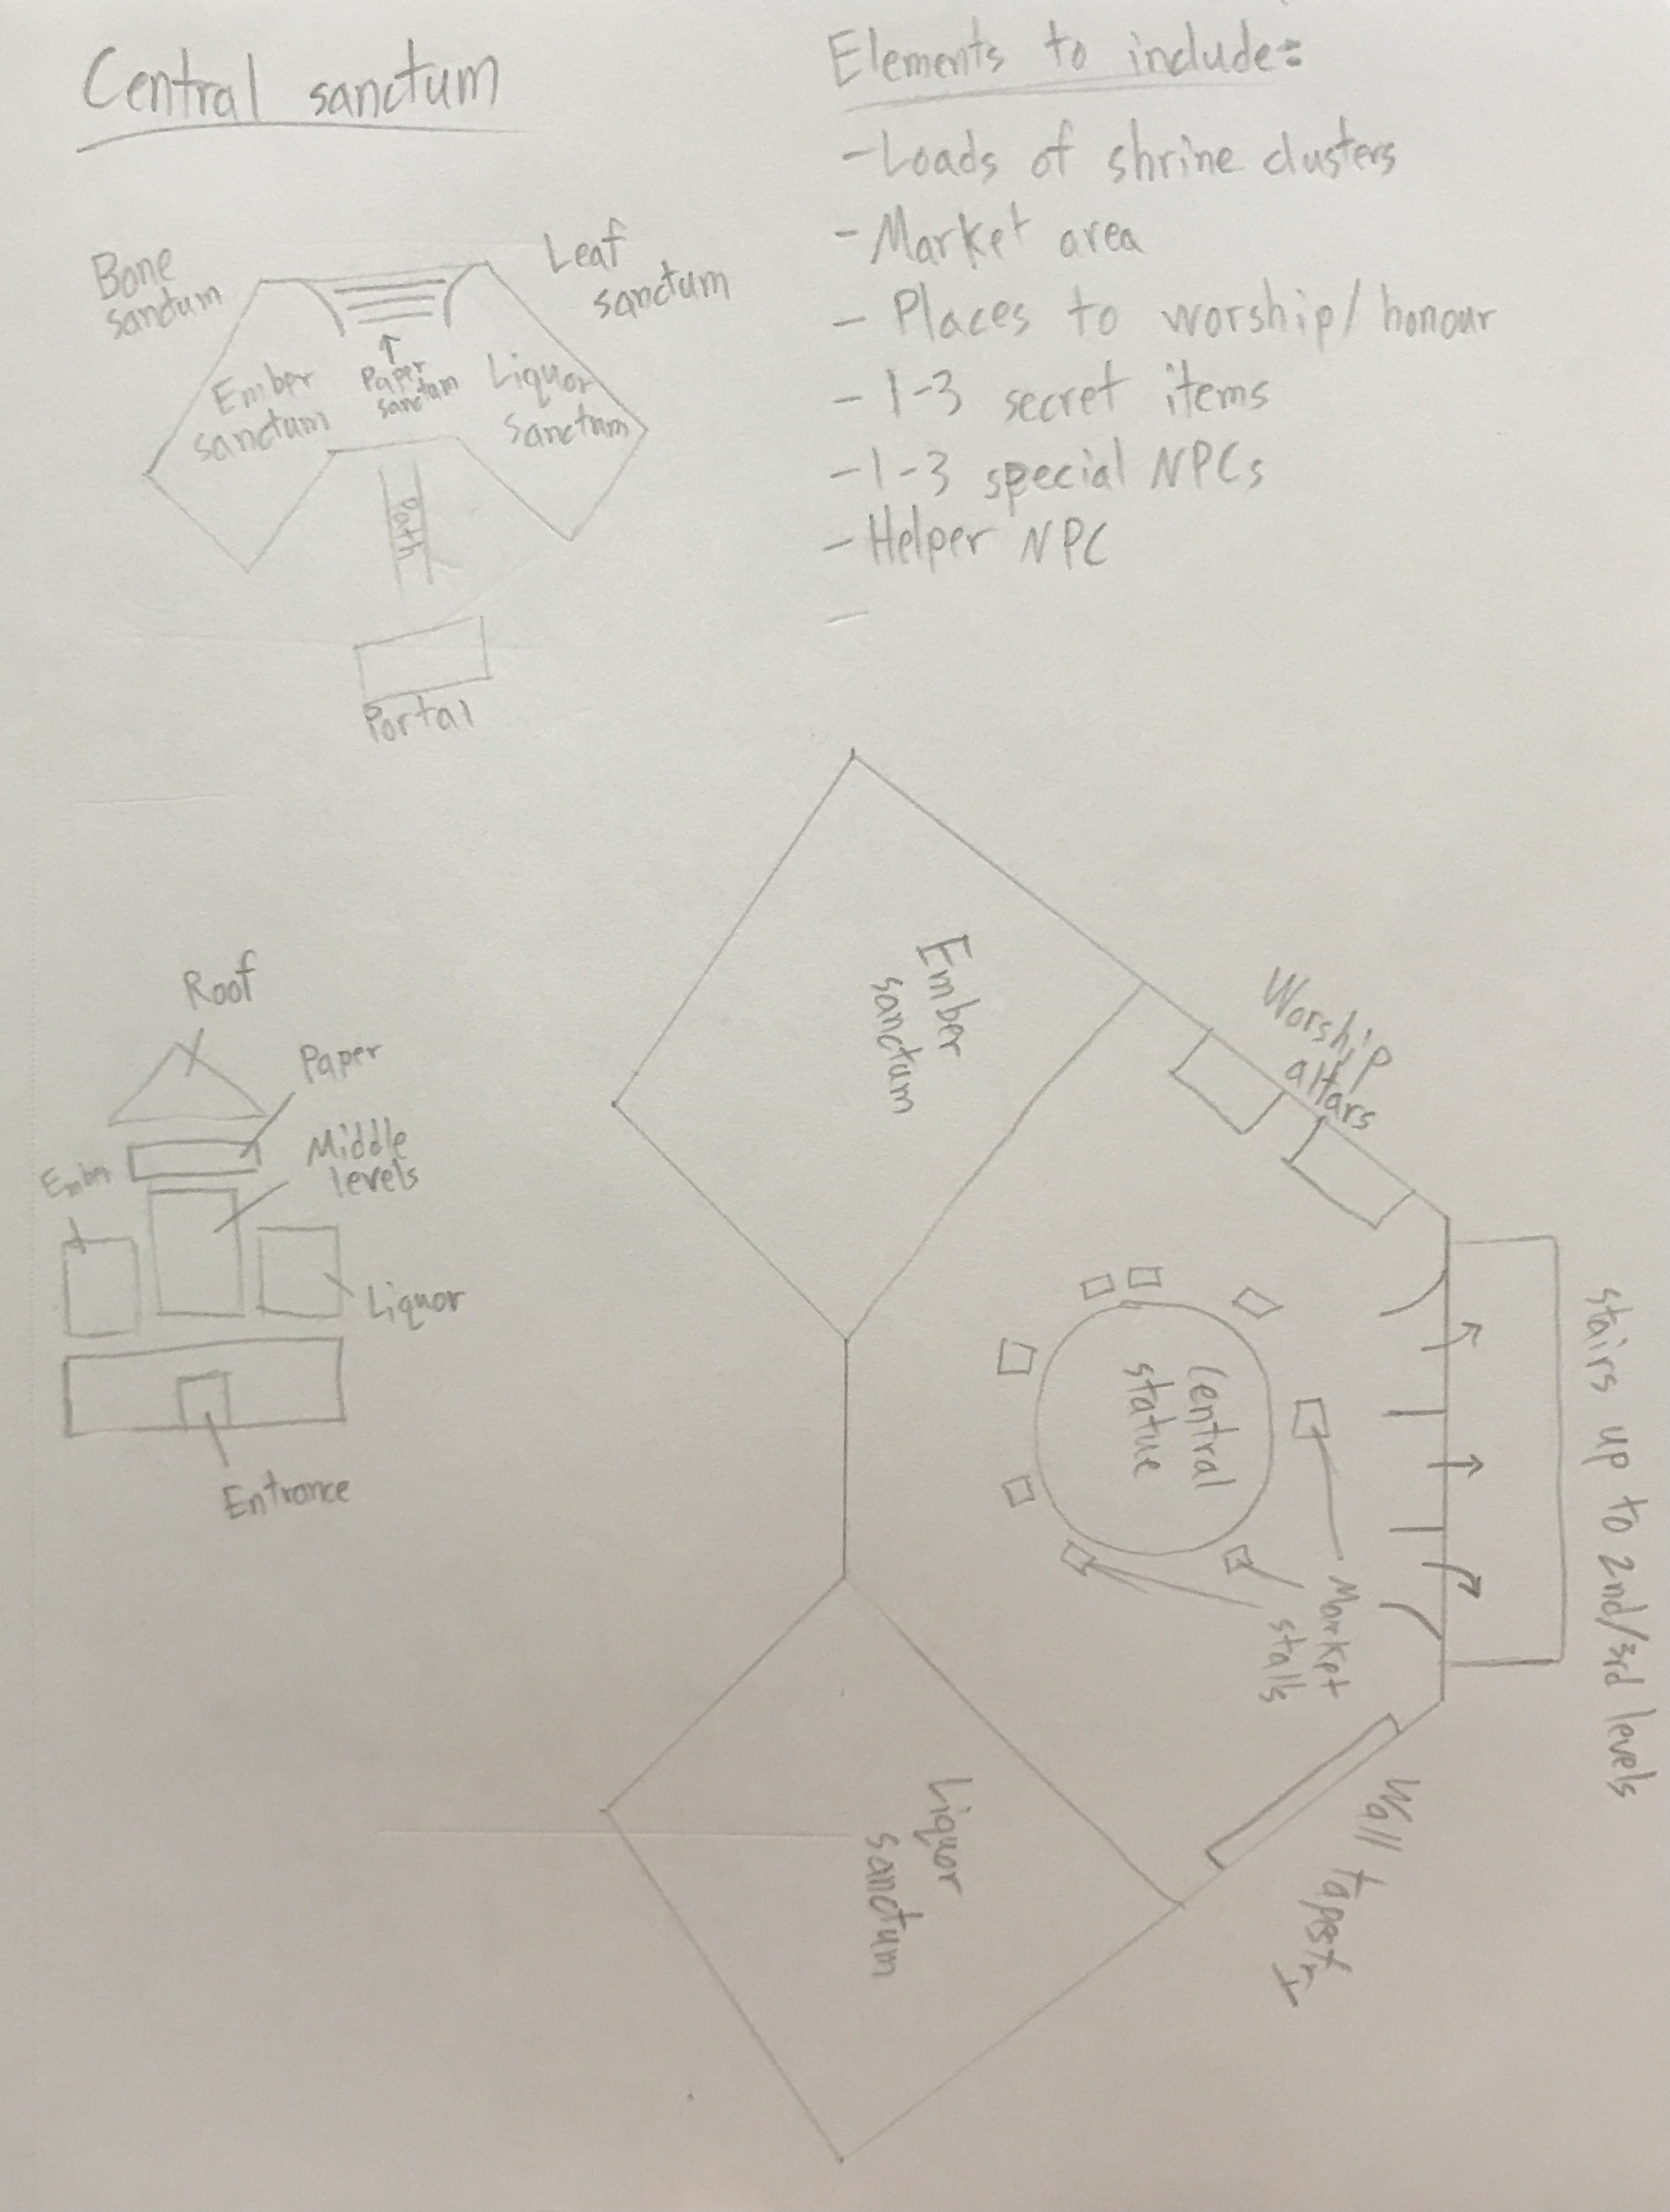 Central sanctum
Elements to include:
-Loads of shrine clusters
-Market area
-Places to worship/honour
-1-3 secret items
-1-3 special NPCs
-Helper NPC
-
Bone
sanctum
Leaf
sanctum
Ember
sanctum
Paper
sanctum
Liquor
sanctum
Path
Portal
Roof
Paper
Middle
levels
Ember
Liquor
Entrance
Ember
sanctum
Worship
altars
Central
statue
Market
stalls
stairs up to 2nd/3rd levels
Wall tapestry
Liquor
sanctum